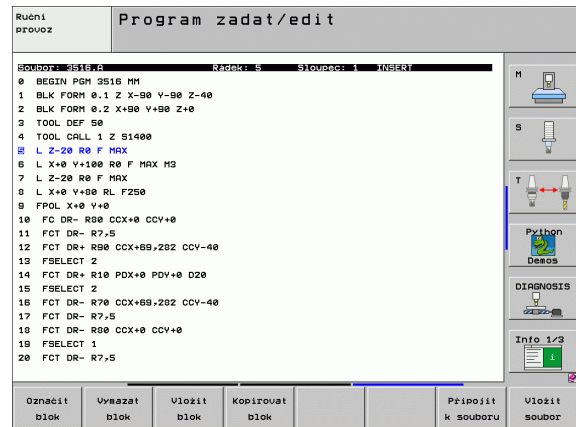 Ručni
provoz
Program zadat/edit
Soubor: 3516.A Řádek: 5 Sloupec: 1 INSERT
0 BEGIN PGM 3516 MM
1 BLK FORM 0.1 Z X-90 Y-90 Z-40
2 BLK FORM 0.2 X+90 Y+90 Z+0
3 TOOL DEF 50
4 TOOL CALL 1 Z S1400
5 L Z-20 R0 F MAX
6 L X+0 Y+100 R0 F MAX M3
7 L Z-20 R0 F MAX
8 L X+0 Y+80 RL F250
9 FPOL X+0 Y+0
10 FC DR- R80 CCX+0 CCY+0
11 FCT DR- R7,5
12 FCT DR+ R90 CCX+69,282 CCY-40
13 FSELECT 2
14 FCT DR+ R10 PDX+0 PDY+0 D20
15 FSELECT 2
16 FCT DR- R70 CCX+69,282 CCY-40
17 FCT DR- R7,5
18 FCT DR- R80 CCX+0 CCY+0
19 FSELECT 1
20 FCT DR- R7,5
M
S
T
Python
Demos
DIAGNOSIS
Info 1/3
i
Označit
blok
Vymazat
blok
Vložit
blok
Kopírovat
blok
Připojit
k souboru
Vložit
soubor